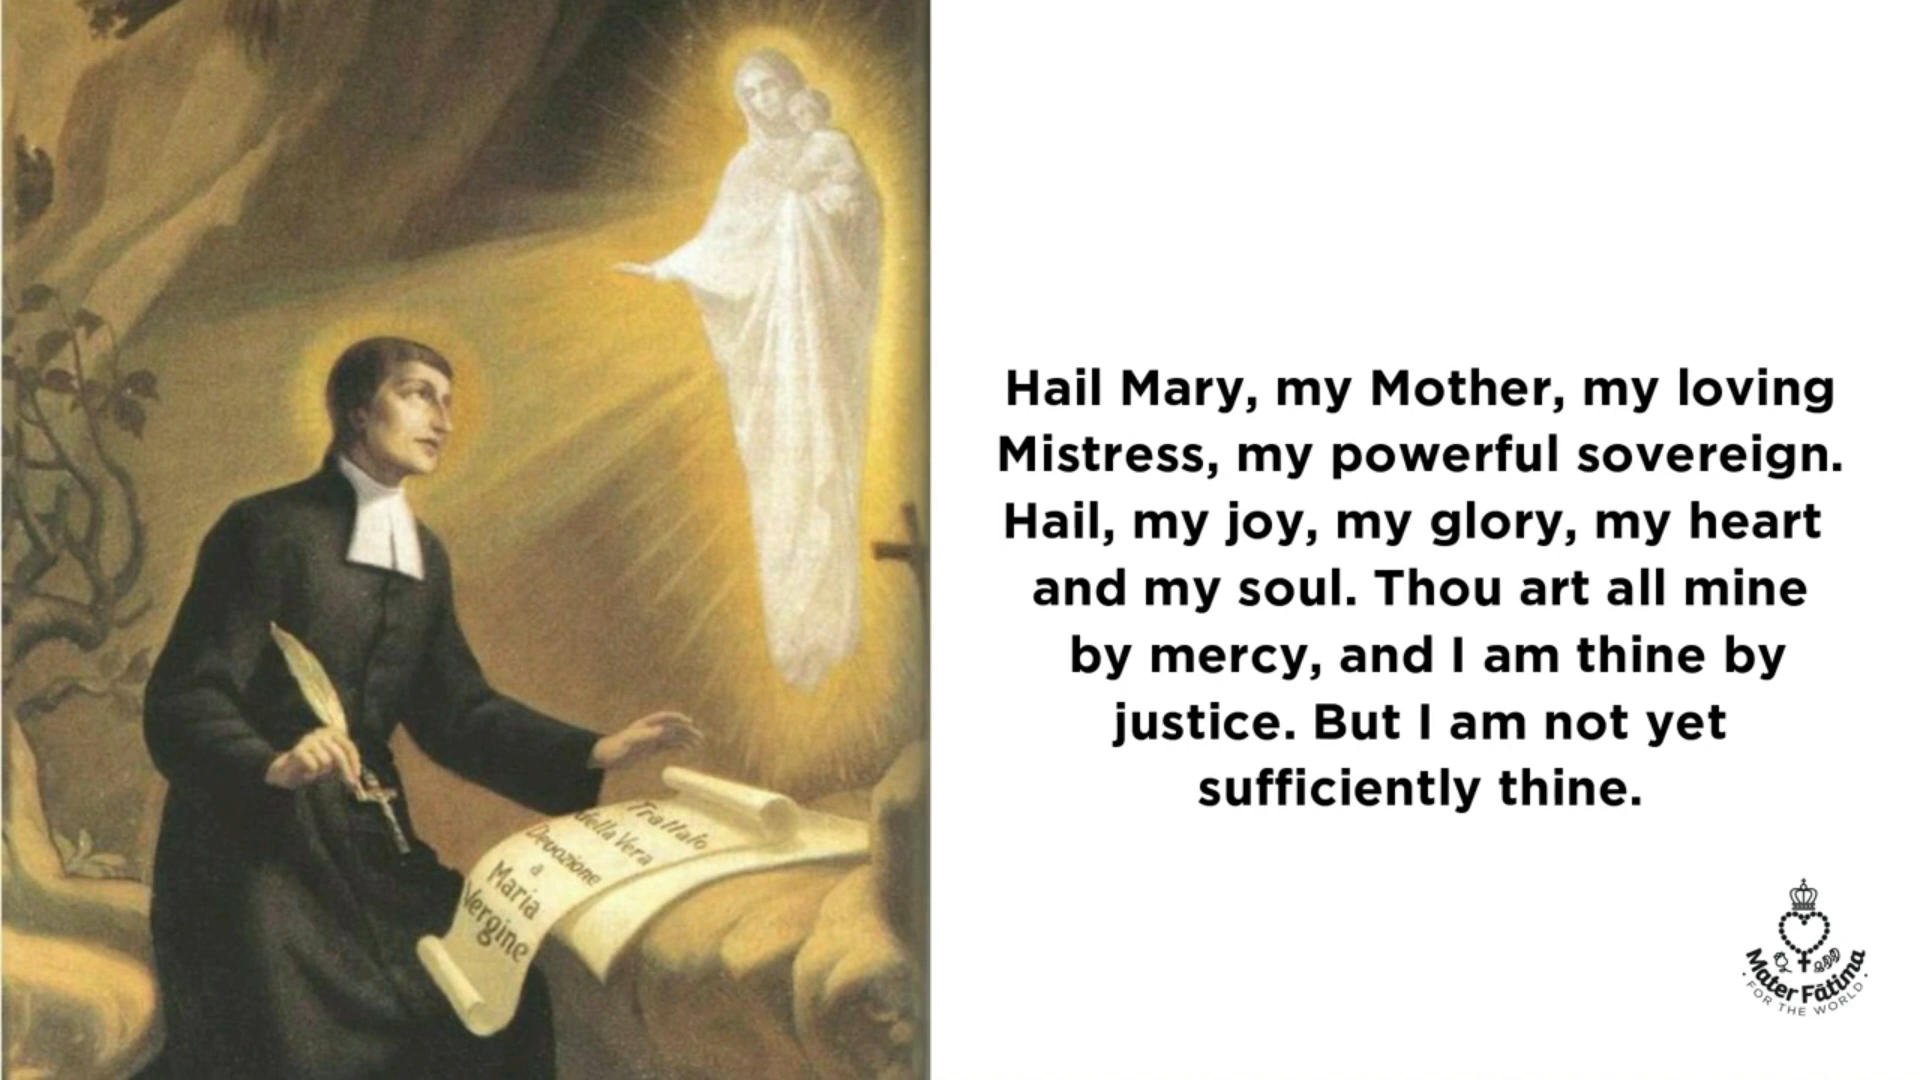 Trattato
della Vera
Devozione
a
Maria
Vergine
Hail Mary, my Mother, my loving
Mistress, my powerful sovereign.
Hail, my joy, my glory, my heart
and my soul. Thou art all mine
by mercy, and I am thine by
justice. But I am not yet
sufficiently thine.
Mater Fátima
· FOR THE WORLD ·